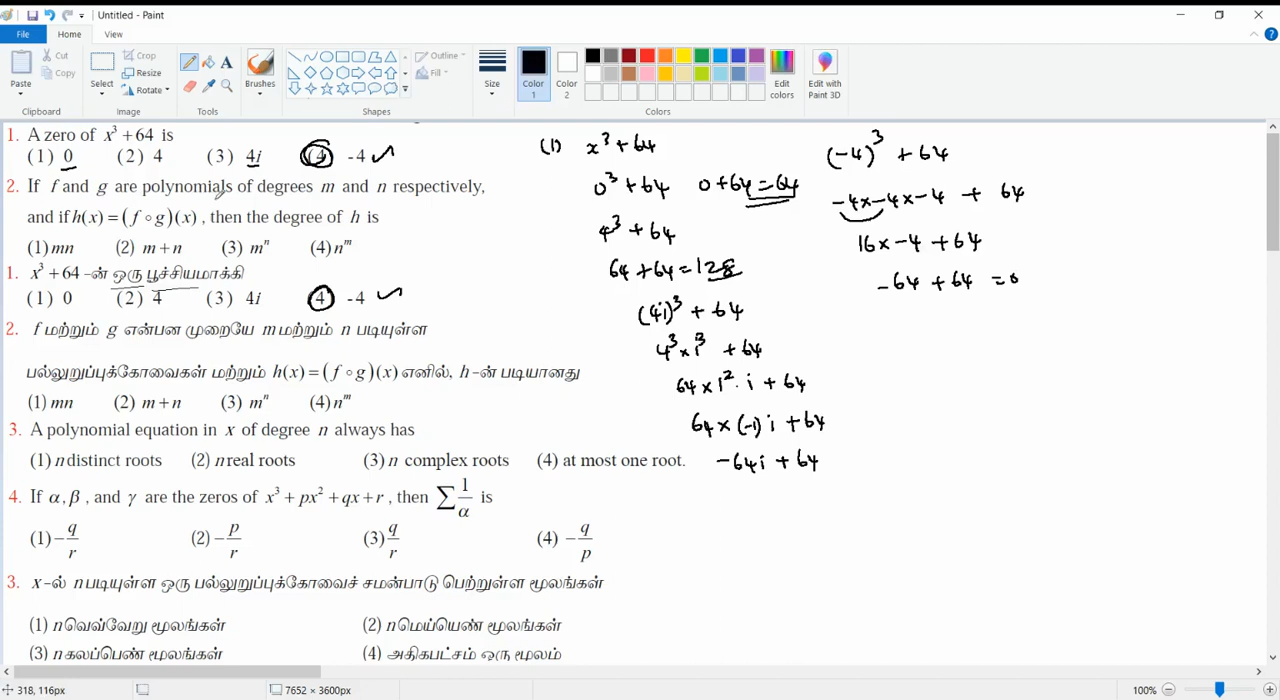 Untitled - Paint
File Home View
Paste
Cut
Copy
Clipboard
Select
Crop
Resize
Rotate
Image
Tools
Brushes
Shapes
Outline
Fill
Size
Color 1
Color 2
Colors
Edit colors
Edit with Paint 3D
1. A zero of x³ + 64 is
(1) 0 (2) 4 (3) 4i (4) -4 ✓
2. If f and g are polynomials of degrees m and n respectively,
and if h(x) = (f ∘ g)(x), then the degree of h is
(1) mn (2) m + n (3) mⁿ (4) nᵐ
1. x³ + 64 -ன் ஒரு பூச்சியமாக்கி
(1) 0 (2) 4 (3) 4i (4) -4 ✓
2. f மற்றும் g என்பன முறையே m மற்றும் n படியுள்ள
பல்லுறுப்புக்கோவைகள் மற்றும் h(x) = (f ∘ g)(x) எனில், h-ன் படியானது
(1) mn (2) m + n (3) mⁿ (4) nᵐ
3. A polynomial equation in x of degree n always has
(1) n distinct roots (2) n real roots (3) n complex roots (4) at most one root.
4. If α, β, and γ are the zeros of x³ + px² + qx + r, then ∑ 1/α is
(1) -q/r (2) -p/r (3) q/r (4) -q/p
3. x-ல் n படியுள்ள ஒரு பல்லுறுப்புக்கோவைச் சமன்பாடு பெற்றுள்ள மூலங்கள்
(1) n வெவ்வேறு மூலங்கள் (2) n மெய்யெண் மூலங்கள்
(3) n கலப்பெண் மூலங்கள் (4) அதிகபட்சம் ஒரு மூலம்
(1) x³ + 64
0³ + 64 0 + 64 = 64
4³ + 64
64 + 64 = 128
(4i)³ + 64
4³ × i³ + 64
64 × i² · i + 64
64 × (-1) i + 64
-64i + 64
(-4)³ + 64
-4 × -4 × -4 + 64
16 × -4 + 64
-64 + 64 = 0
318, 116px
7652 × 3600px
100%